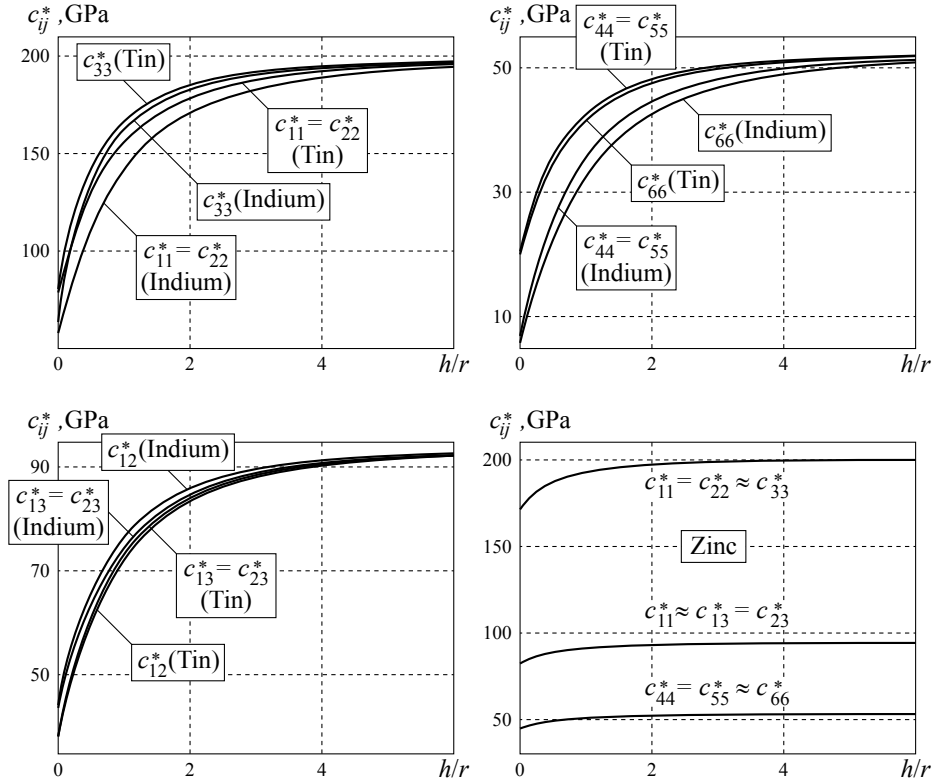 c*ij ,GPa
200
150
100
0 2 4 h/r
c*33(Tin)
c*11 = c*22
(Tin)
c*33(Indium)
c*11 = c*22
(Indium)
c*ij ,GPa
50
30
10
0 2 4 h/r
c*44 = c*55
(Tin)
c*66(Indium)
c*66(Tin)
c*44 = c*55
(Indium)
c*ij ,GPa
90
70
50
0 2 4 h/r
c*12(Indium)
c*13 = c*23
(Indium)
c*13 = c*23
(Tin)
c*12(Tin)
c*ij ,GPa
200
150
100
50
0 2 4 h/r
c*11 = c*22 ≈ c*33
Zinc
c*11 ≈ c*13 = c*23
c*44 = c*55 ≈ c*66